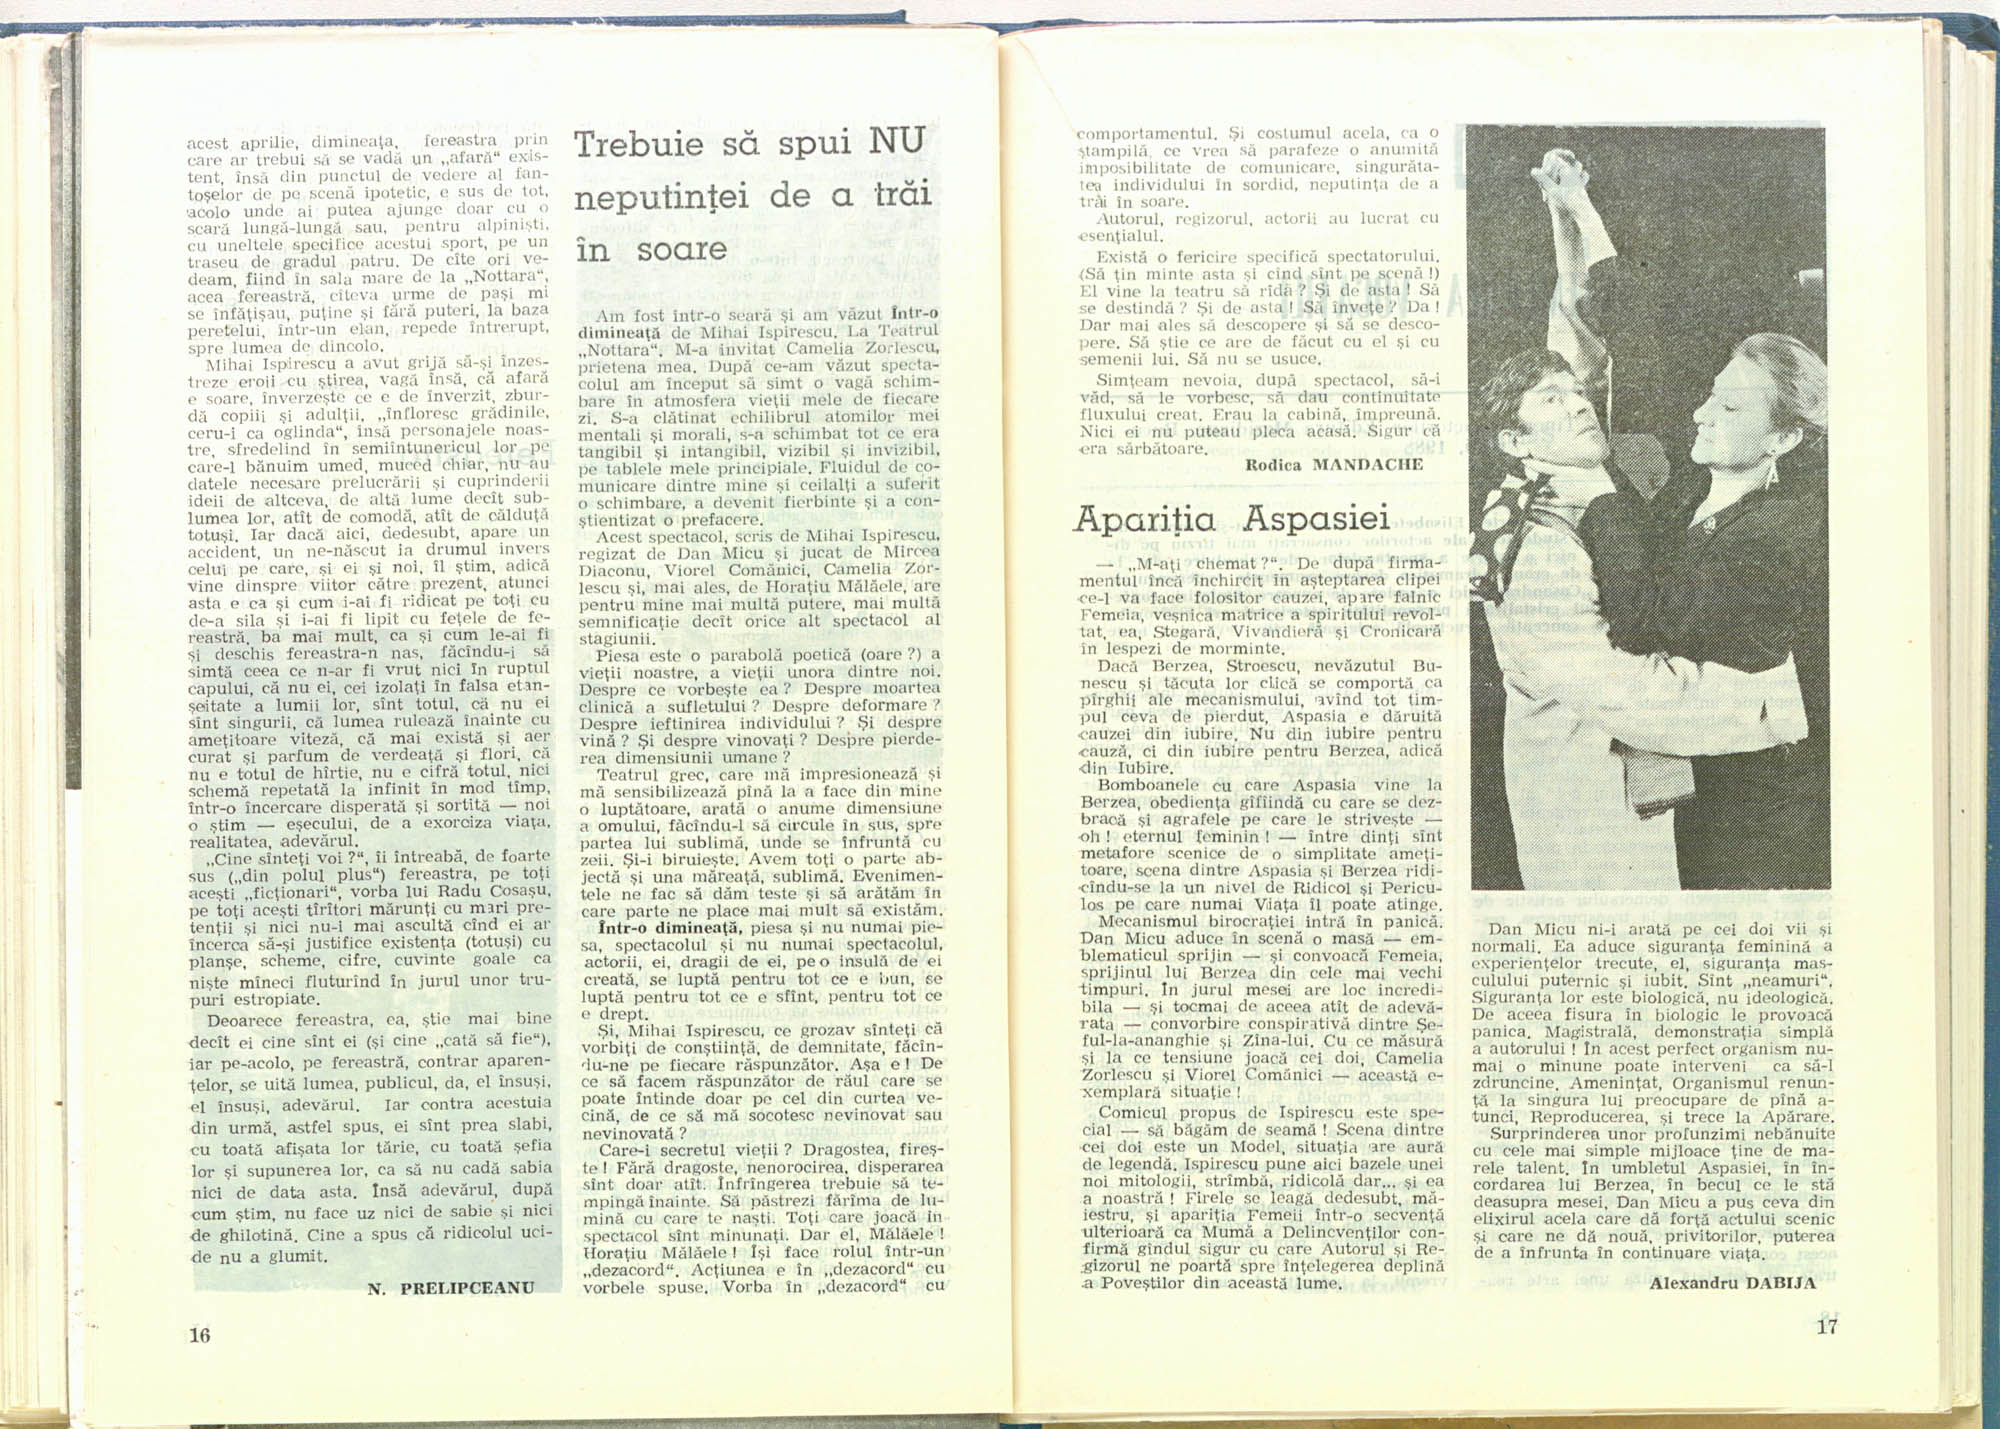 acest aprilie, dimineața, fereastra prin
care ar trebui să se vadă un „afară“ exis-
tent, însă din punctul de vedere al fan-
toșelor de pe scenă ipotetic, e sus de tot,
acolo unde ai putea ajunge doar cu o
scară lungă-lungă sau, pentru alpiniști,
cu uneltele specifice acestui sport, pe un
traseu de gradul patru. De cîte ori ve-
deam, fiind în sala mare de la „Nottara“,
acea fereastră, cîteva urme de pași mi
se înfățișau, puține și fără puteri, la baza
peretelui, într-un elan, repede întrerupt,
spre lumea de dincolo.
Mihai Ispirescu a avut grijă să-și înzes-
treze eroii cu știrea, vagă însă, că afară
e soare, înverzește ce e de înverzit, zbur-
dă copiii și adulții, „înfloresc grădinile,
ceru-i ca oglinda“, însă personajele noas-
tre, sfredelind în semiîntunericul lor pe
care-l bănuim umed, muced chiar, nu au
datele necesare prelucrării și cuprinderii
ideii de altceva, de altă lume decît sub-
lumea lor, atît de comodă, atît de călduță
totuși. Iar dacă aici, dedesubt, apare un
accident, un ne-născut ia drumul invers
celui pe care, și ei și noi, îl știm, adică
vine dinspre viitor către prezent, atunci
asta e ca și cum i-ai fi ridicat pe toți cu
de-a sila și i-ai fi lipit cu fețele de fe-
reastră, ba mai mult, ca și cum le-ai fi
și deschis fereastra-n nas, făcîndu-i să
simtă ceea ce n-ar fi vrut nici în ruptul
capului, că nu ei, cei izolați în falsa etan-
șeitate a lumii lor, sînt totul, că nu ei
sînt singurii, că lumea rulează înainte cu
amețitoare viteză, că mai există și aer
curat și parfum de verdeață și flori, că
nu e totul de hîrtie, nu e cifră totul, nici
schemă repetată la infinit în mod timp,
într-o încercare disperată și sortită — noi
o știm — eșecului, de a exorciza viața,
realitatea, adevărul.
„Cine sînteți voi ?“, îi întreabă, de foarte
sus („din polul plus“) fereastra, pe toți
acești „fictionari“, vorba lui Radu Cosașu,
pe toți acești tîrîtori mărunți cu mari pre-
tenții și nici nu-i mai ascultă cînd ei ar
încerca să-și justifice existența (totuși) cu
planșe, scheme, cifre, cuvinte goale ca
niște mîneci fluturînd în jurul unor tru-
puri estropiate.
Deoarece fereastra, ea, știe mai bine
decît ei cine sînt ei (și cine „cată să fie“),
iar pe-acolo, pe fereastră, contrar aparen-
țelor, se uită lumea, publicul, da, el însuși,
el însuși, adevărul. Iar contra acestuia
din urmă, astfel spus, ei sînt prea slabi,
cu toată afișata lor tărie, cu toată șefia
lor și supunerea lor, ca să nu cadă sabia
nici de data asta. Însă adevărul, după
cum știm, nu face uz nici de sabie și nici
de ghilotină. Cine a spus că ridicolul uci-
de nu a glumit.
N. PRELIPCEANU
16
Trebuie să spui NU
neputinței de a trăi
în soare
Am fost într-o seară și am văzut Într-o
dimineață de Mihai Ispirescu. La Teatrul
„Nottara“. M-a invitat Camelia Zorlescu,
prietena mea. După ce-am văzut specta-
colul am început să simt o vagă schim-
bare în atmosfera vieții mele de fiecare
zi. S-a clătinat echilibrul atomilor mei
mentali și morali, s-a schimbat tot ce era
tangibil și intangibil, vizibil și invizibil,
pe tablele mele principiale. Fluidul de co-
municare dintre mine și ceilalți a suferit
o schimbare, a devenit fierbinte și a con-
știentizat o prefacere.
Acest spectacol, scris de Mihai Ispirescu,
regizat de Dan Micu și jucat de Mircea
Diaconu, Viorel Comănici, Camelia Zor-
lescu și, mai ales, de Horațiu Mălăele, are
pentru mine mai multă putere, mai multă
semnificație decît orice alt spectacol al
stagiunii.
Piesa este o parabolă poetică (oare ?) a
vieții noastre, a vieții unora dintre noi.
Despre ce vorbește ea ? Despre moartea
clinică a sufletului ? Despre deformare ?
Despre ieftinirea individului ? Și despre
vină ? Și despre vinovați ? Despre pierde-
rea dimensiunii umane ?
Teatrul grec, care mă impresionează și
mă sensibilizează pînă la a face din mine
o luptătoare, arată o anume dimensiune
a omului, făcîndu-l să circule în sus, spre
partea lui sublimă, unde se înfruntă cu
zeii. Și-i biruiește. Avem toți o parte ab-
jectă și una măreață, sublimă. Evenimen-
tele ne fac să dăm teste și să arătăm în
care parte ne place mai mult să existăm.
Într-o dimineață, piesa și nu numai pie-
sa, spectacolul și nu numai spectacolul,
actorii, ei, dragii de ei, pe o insulă de ei
creată, se luptă pentru tot ce e bun, se
luptă pentru tot ce e sfînt, pentru tot ce
e drept.
Și, Mihai Ispirescu, ce grozav sînteți că
vorbiți de conștiință, de demnitate, făcîn-
du-ne pe fiecare răspunzător. Așa e ! De
ce să facem răspunzător de răul care se
poate întinde doar pe cel din curtea ve-
cină, de ce să mă socotesc nevinovat sau
nevinovată ?
Care-i secretul vieții ? Dragostea, fireș-
te ! Fără dragoste, nenorocirea, disperarea
sînt doar atît. Înfrîngerea trebuie să te-
mpingă înainte. Să păstrezi fărîma de lu-
mină cu care te naști. Toți care joacă în
spectacol sînt minunați. Dar el, Mălăele !
Horațiu Mălăele ! Își face rolul într-un
„dezacord“. Acțiunea e în „dezacord“ cu
vorbele spuse. Vorba în „dezacord“ cu
comportamentul. Și costumul acela, ca o
ștampilă, ce vrea să parafeze o anumită
imposibilitate de comunicare, singurăta-
tea individului în sordid, neputința de a
trăi în soare.
Autorul, regizorul, actorii au lucrat cu
esențialul.
Există o fericire specifică spectatorului.
(Să țin minte asta și cînd sînt pe scenă !)
El vine la teatru să rîdă ? Și de asta ! Să
se destindă ? Și de asta ! Să învețe ? Da !
Dar mai ales să descopere și să se desco-
pere. Să știe ce are de făcut cu el și cu
semenii lui. Să nu se usuce.
Simțeam nevoia, după spectacol, să-i
văd, să le vorbesc, să dau continuitate
fluxului creat. Erau la cabină, împreună.
Nici ei nu puteau pleca acasă. Sigur că
era sărbătoare.
Rodica MANDACHE
Apariția Aspasiei
— „M-ați chemat ?“. De după firma-
mentul încă închircit în așteptarea clipei
ce-l va face folositor cauzei, apare falnic
Femeia, veșnica matrice a spiritului revol-
tat, ea, Stegară, Vivandieră și Cronicară
în lespezi de morminte.
Dacă Berzea, Stroescu, nevăzutul Bu-
nescu și tăcuta lor clică se comportă ca
pîrghii ale mecanismului, avînd tot tim-
pul ceva de pierdut, Aspasia e dăruită
cauzei din iubire. Nu din iubire pentru
cauză, ci din iubire pentru Berzea, adică
din Iubire.
Bomboanele cu care Aspasia vine la
Berzea, obediența gîfîindă cu care se dez-
bracă și agrafele pe care le strivește —
oh ! eternul feminin ! — între dinți sînt
metafore scenice de o simplitate ameți-
toare, scena dintre Aspasia și Berzea ridi-
cîndu-se la un nivel de Ridicol și Pericu-
los pe care numai Viața îl poate atinge.
Mecanismul birocrației intră în panică.
Dan Micu aduce în scenă o masă — em-
blematicul sprijin — și convoacă Femeia,
sprijinul lui Berzea din cele mai vechi
timpuri. În jurul mesei are loc incredi-
bila — și tocmai de aceea atît de adevă-
rata — convorbire conspirativă dintre Șe-
ful-la-ananghie și Zîna-lui. Cu ce măsură
și la ce tensiune joacă cei doi, Camelia
Zorlescu și Viorel Comănici — această e-
xemplară situație !
Comicul propus de Ispirescu este spe-
cial — să băgăm de seamă ! Scena dintre
cei doi este un Model, situația are aură
de legendă. Ispirescu pune aici bazele unei
noi mitologii, strîmbă, ridicolă dar... și ea
a noastră ! Firele se leagă dedesubt, mă-
iestru, și apariția Femeii într-o secvență
ulterioară ca Mumă a Delincvenților con-
firmă gîndul sigur cu care Autorul și Re-
gizorul ne poartă spre înțelegerea deplină
a Poveștilor din această lume.
Dan Micu ni-i arată pe cei doi vii și
normali. Ea aduce siguranța feminină a
experiențelor trecute, el, siguranța mas-
culului puternic și iubit. Sînt „neamuri“.
Siguranța lor este biologică, nu ideologică.
De aceea fisura în biologic le provoacă
panica. Magistrală, demonstrația simplă
a autorului ! În acest perfect organism nu-
mai o minune poate interveni ca să-l
zdruncine. Amenințat, Organismul renun-
ță la singura lui preocupare de pînă a-
tunci, Reproducerea, și trece la Apărare.
Surprinderea unor profunzimi nebănuite
cu cele mai simple mijloace ține de ma-
rele talent. În umbletul Aspasiei, în în-
cordarea lui Berzea, în becul ce le stă
deasupra mesei, Dan Micu a pus ceva din
elixirul acela care dă forță actului scenic
și care ne dă nouă, privitorilor, puterea
de a înfrunta în continuare viața.
Alexandru DABIJA
17